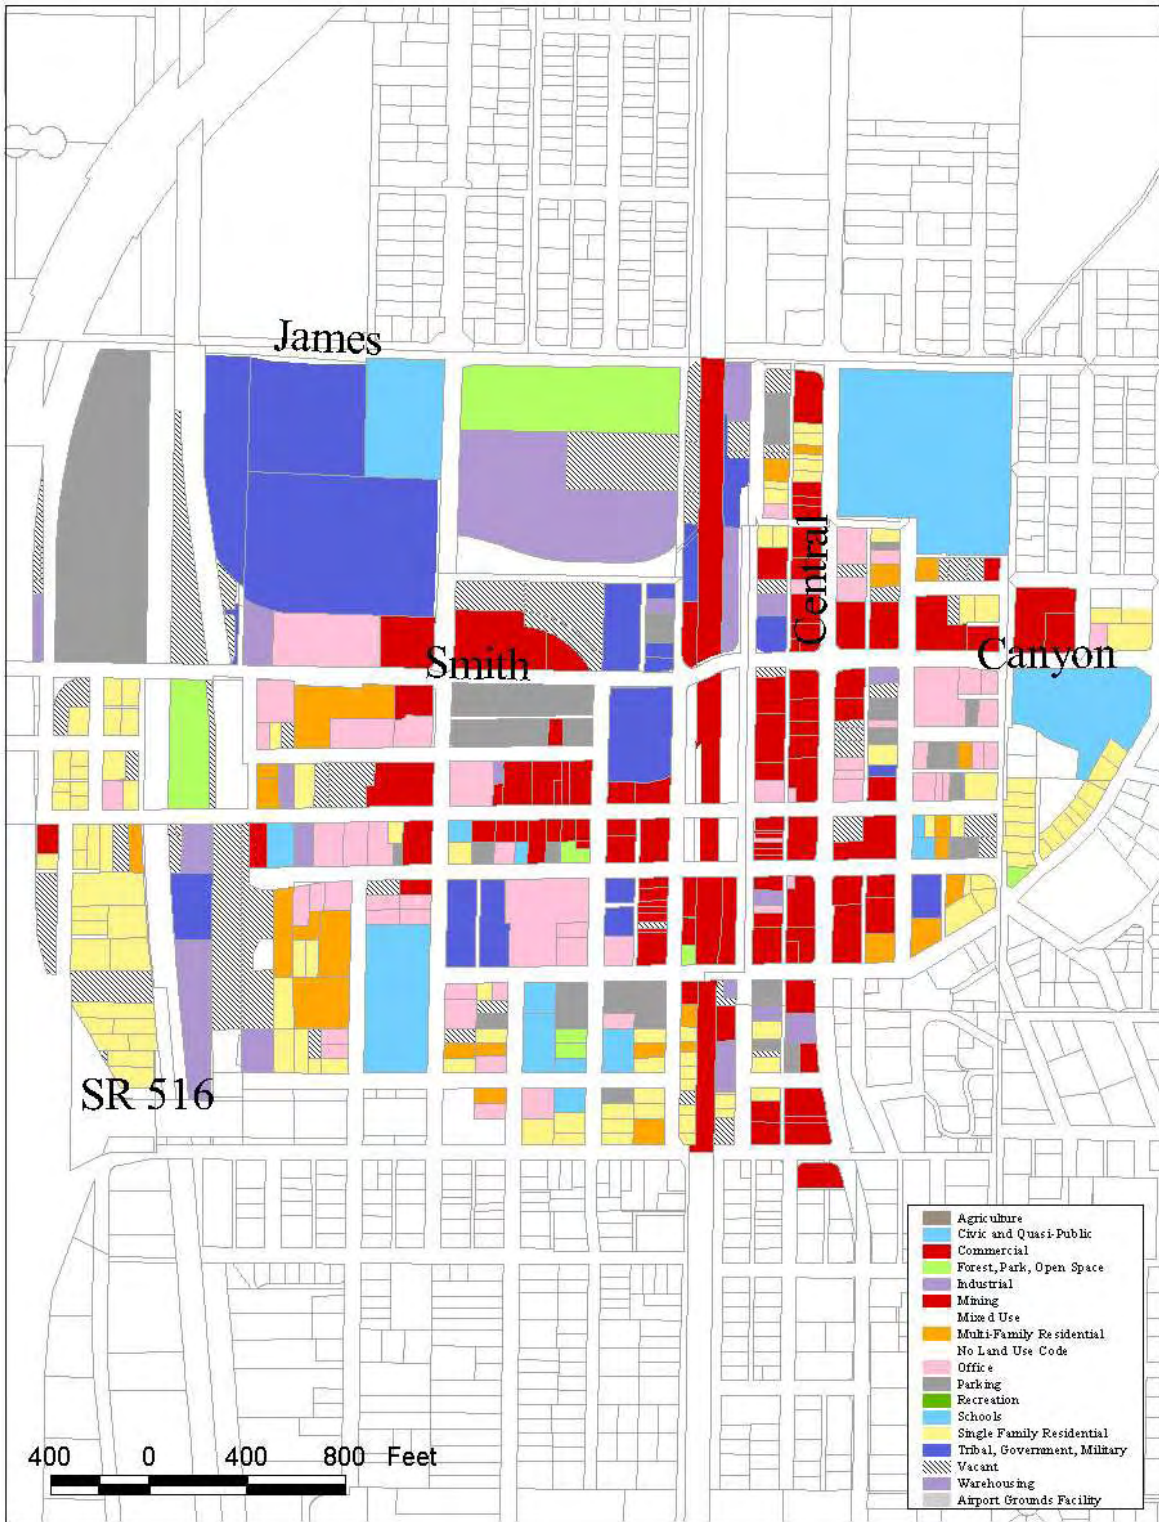 James
Central
Smith
Canyon
SR 516
Agriculture
Civic and Quasi-Public
Commercial
Forest, Park, Open Space
Industrial
Mining
Mixed Use
Multi-Family Residential
No Land Use Code
Office
Parking
Recreation
Schools
Single Family Residential
Tribal, Government, Military
Vacant
Warehousing
Airport Grounds Facility
400 0 400 800 Feet